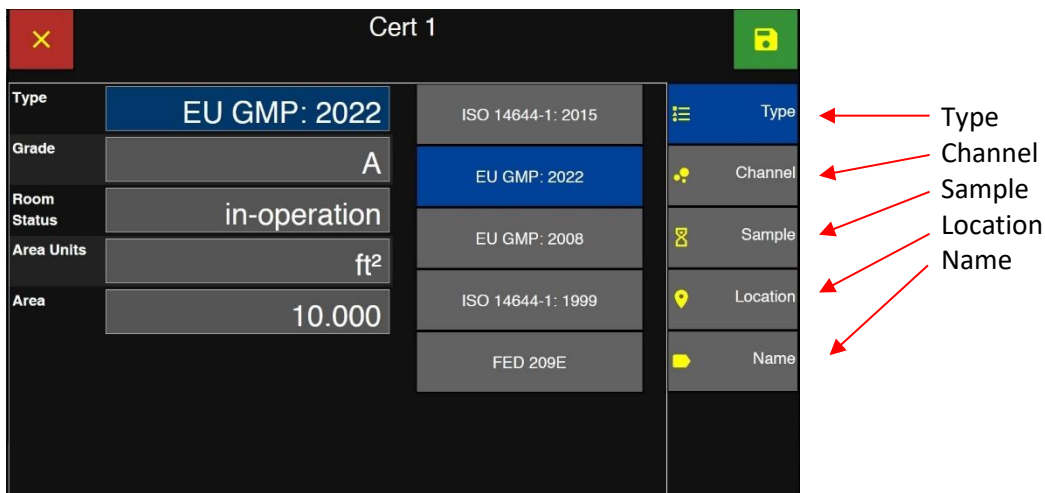 Cert 1
Type
EU GMP: 2022
Grade
A
Room
Status
in-operation
Area Units
ft²
Area
10.000
ISO 14644-1: 2015
EU GMP: 2022
EU GMP: 2008
ISO 14644-1: 1999
FED 209E
Type
Channel
Sample
Location
Name
Type
Channel
Sample
Location
Name